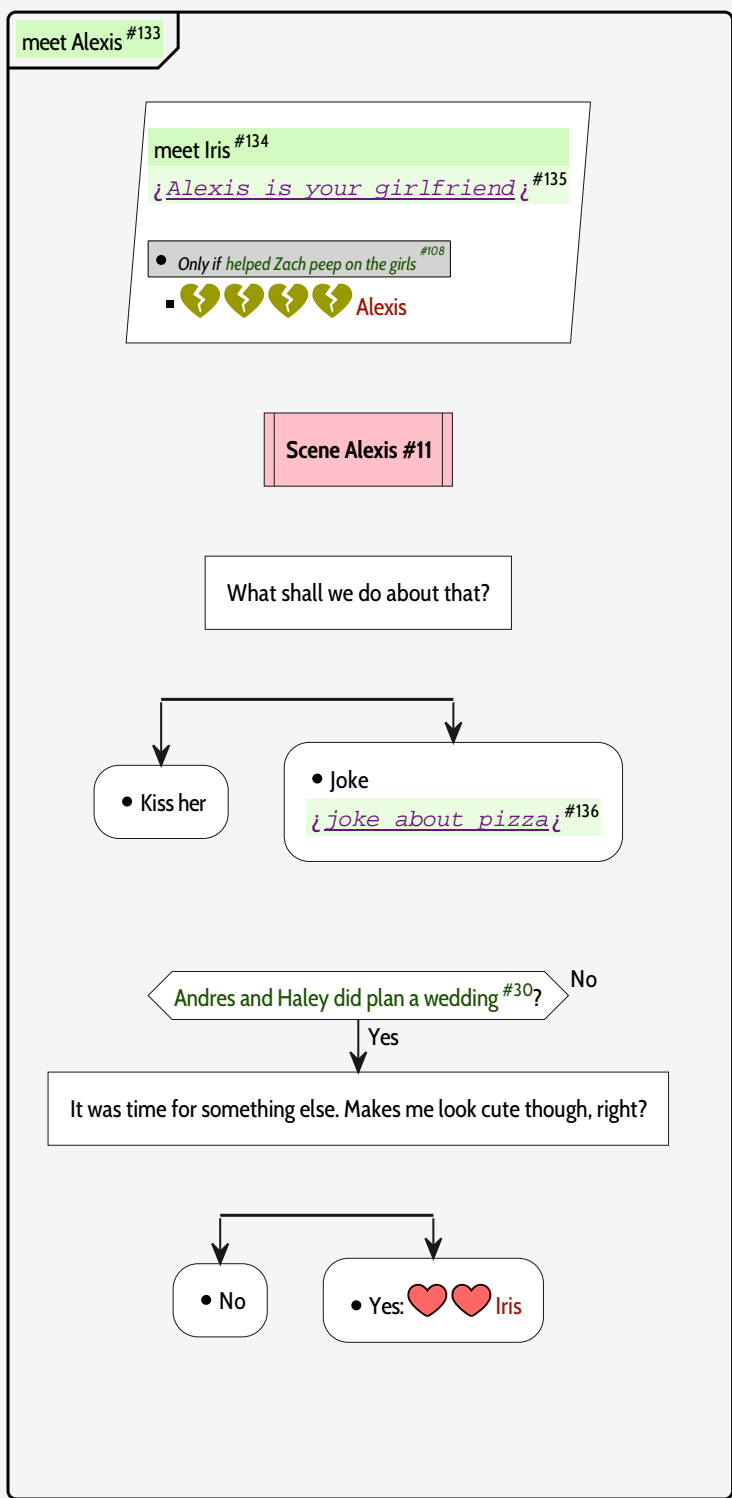 meet Alexis #133
meet Iris #134
¿Alexis is your girlfriend¿ #135
• Only if helped Zach peep on the girls #108
▪ 💔💔💔💔 Alexis
Scene Alexis #11
What shall we do about that?
• Kiss her
• Joke
¿joke about pizza¿ #136
Andres and Haley did plan a wedding #30?
No
Yes
It was time for something else. Makes me look cute though, right?
• No
• Yes: ❤❤ Iris